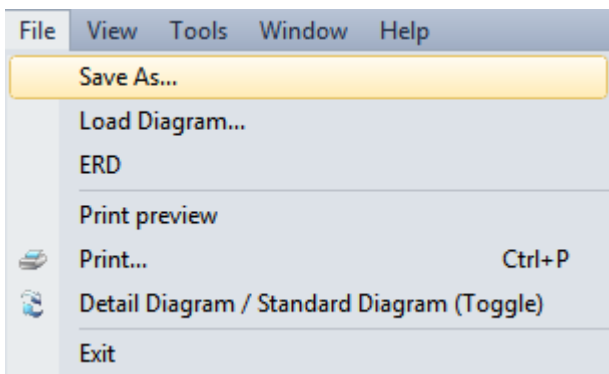 File View Tools Window Help
Save As...
Load Diagram...
ERD
Print preview
Print... Ctrl+P
Detail Diagram / Standard Diagram (Toggle)
Exit